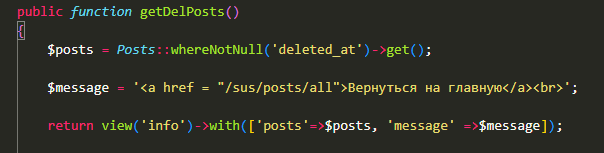 public function getDelPosts()
{
$posts = Posts::whereNotNull('deleted_at')->get();
$message = '<a href = "/sus/posts/all">Вернуться на главную</a><br>';
return view('info')->with(['posts'=>$posts, 'message' =>$message]);